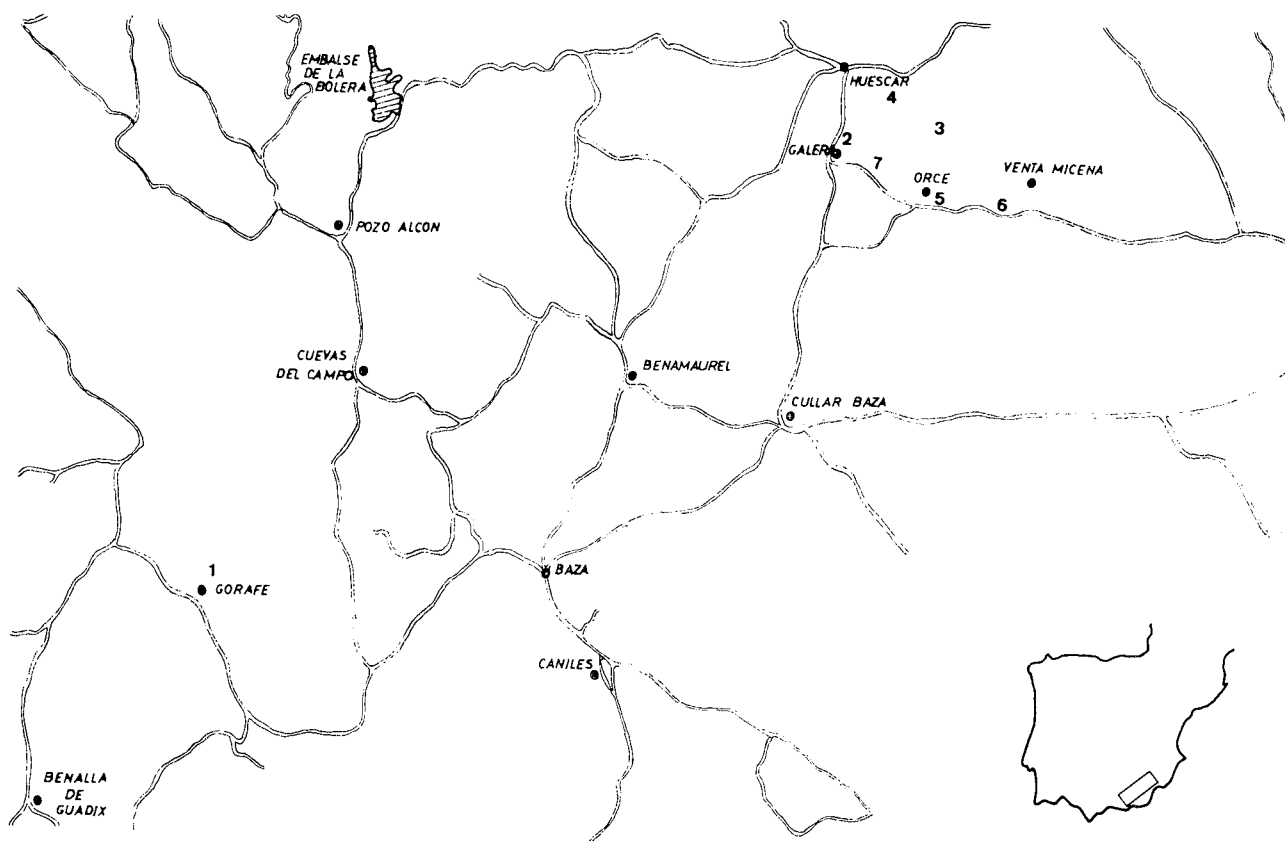 EMBALSE
DE LA
BOLERA
HUESCAR
4
3
2
GALERA
7
ORCE
VENTA MICENA
5
6
POZO ALCON
CUEVAS
DEL CAMPO
BENAMAUREL
CULLAR BAZA
1
GORAFE
BAZA
CANILES
BENALLA
DE
GUADIX